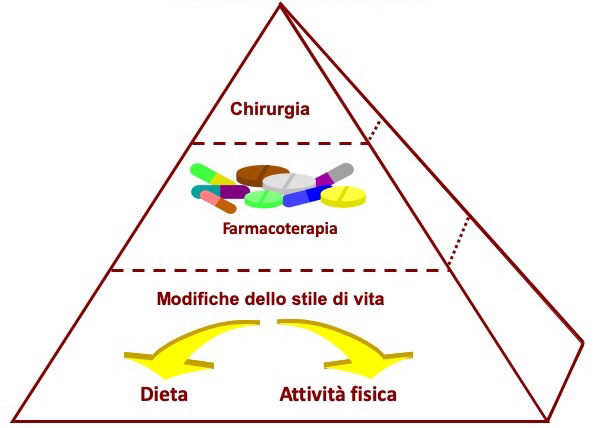 Chirurgia
Farmacoterapia
Modifiche dello stile di vita
Dieta
Attività fisica